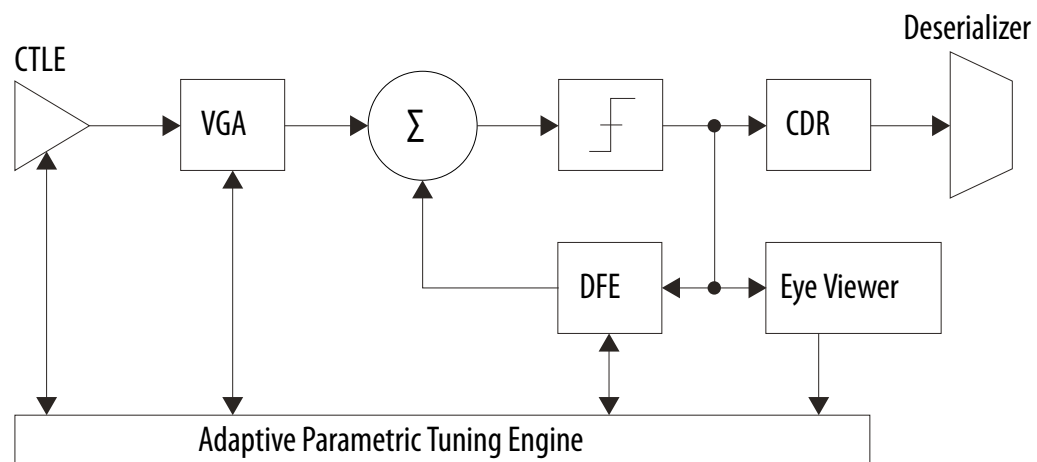 Deserializer
CTLE
VGA
Σ
CDR
DFE
Eye Viewer
Adaptive Parametric Tuning Engine